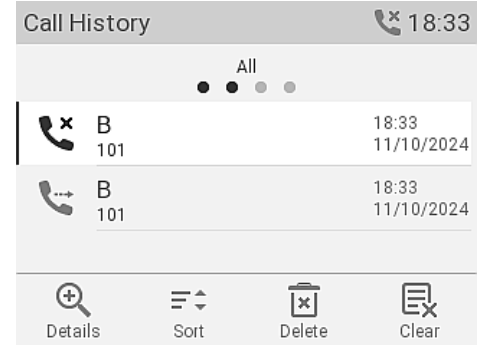 Call History 18:33
All
B 18:33
101 11/10/2024
B 18:33
101 11/10/2024
Details Sort Delete Clear